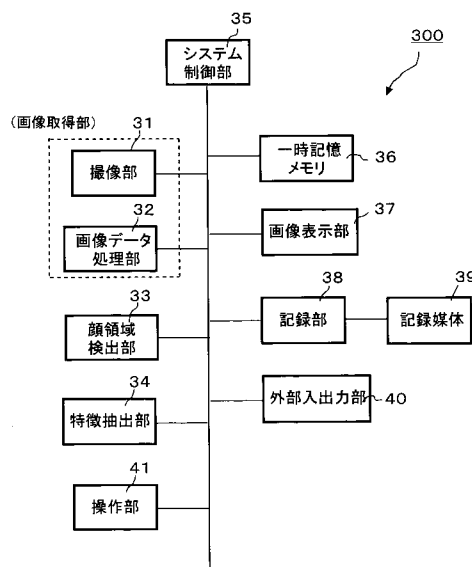 35
システム
制御部
300
(画像取得部)
31
撮像部
32
画像データ
処理部
33
顔領域
検出部
34
特徴抽出部
41
操作部
一時記憶
メモリ
36
37
画像表示部
38
記録部
39
記録媒体
外部入出力部
40